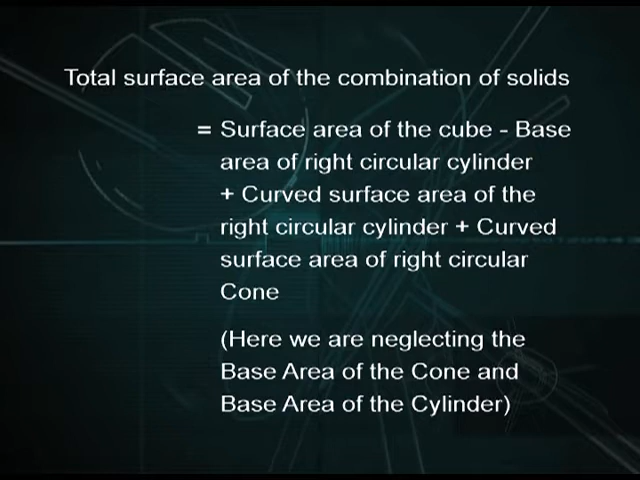 Total surface area of the combination of solids
= Surface area of the cube - Base
area of right circular cylinder
+ Curved surface area of the
right circular cylinder + Curved
surface area of right circular
Cone
(Here we are neglecting the
Base Area of the Cone and
Base Area of the Cylinder)